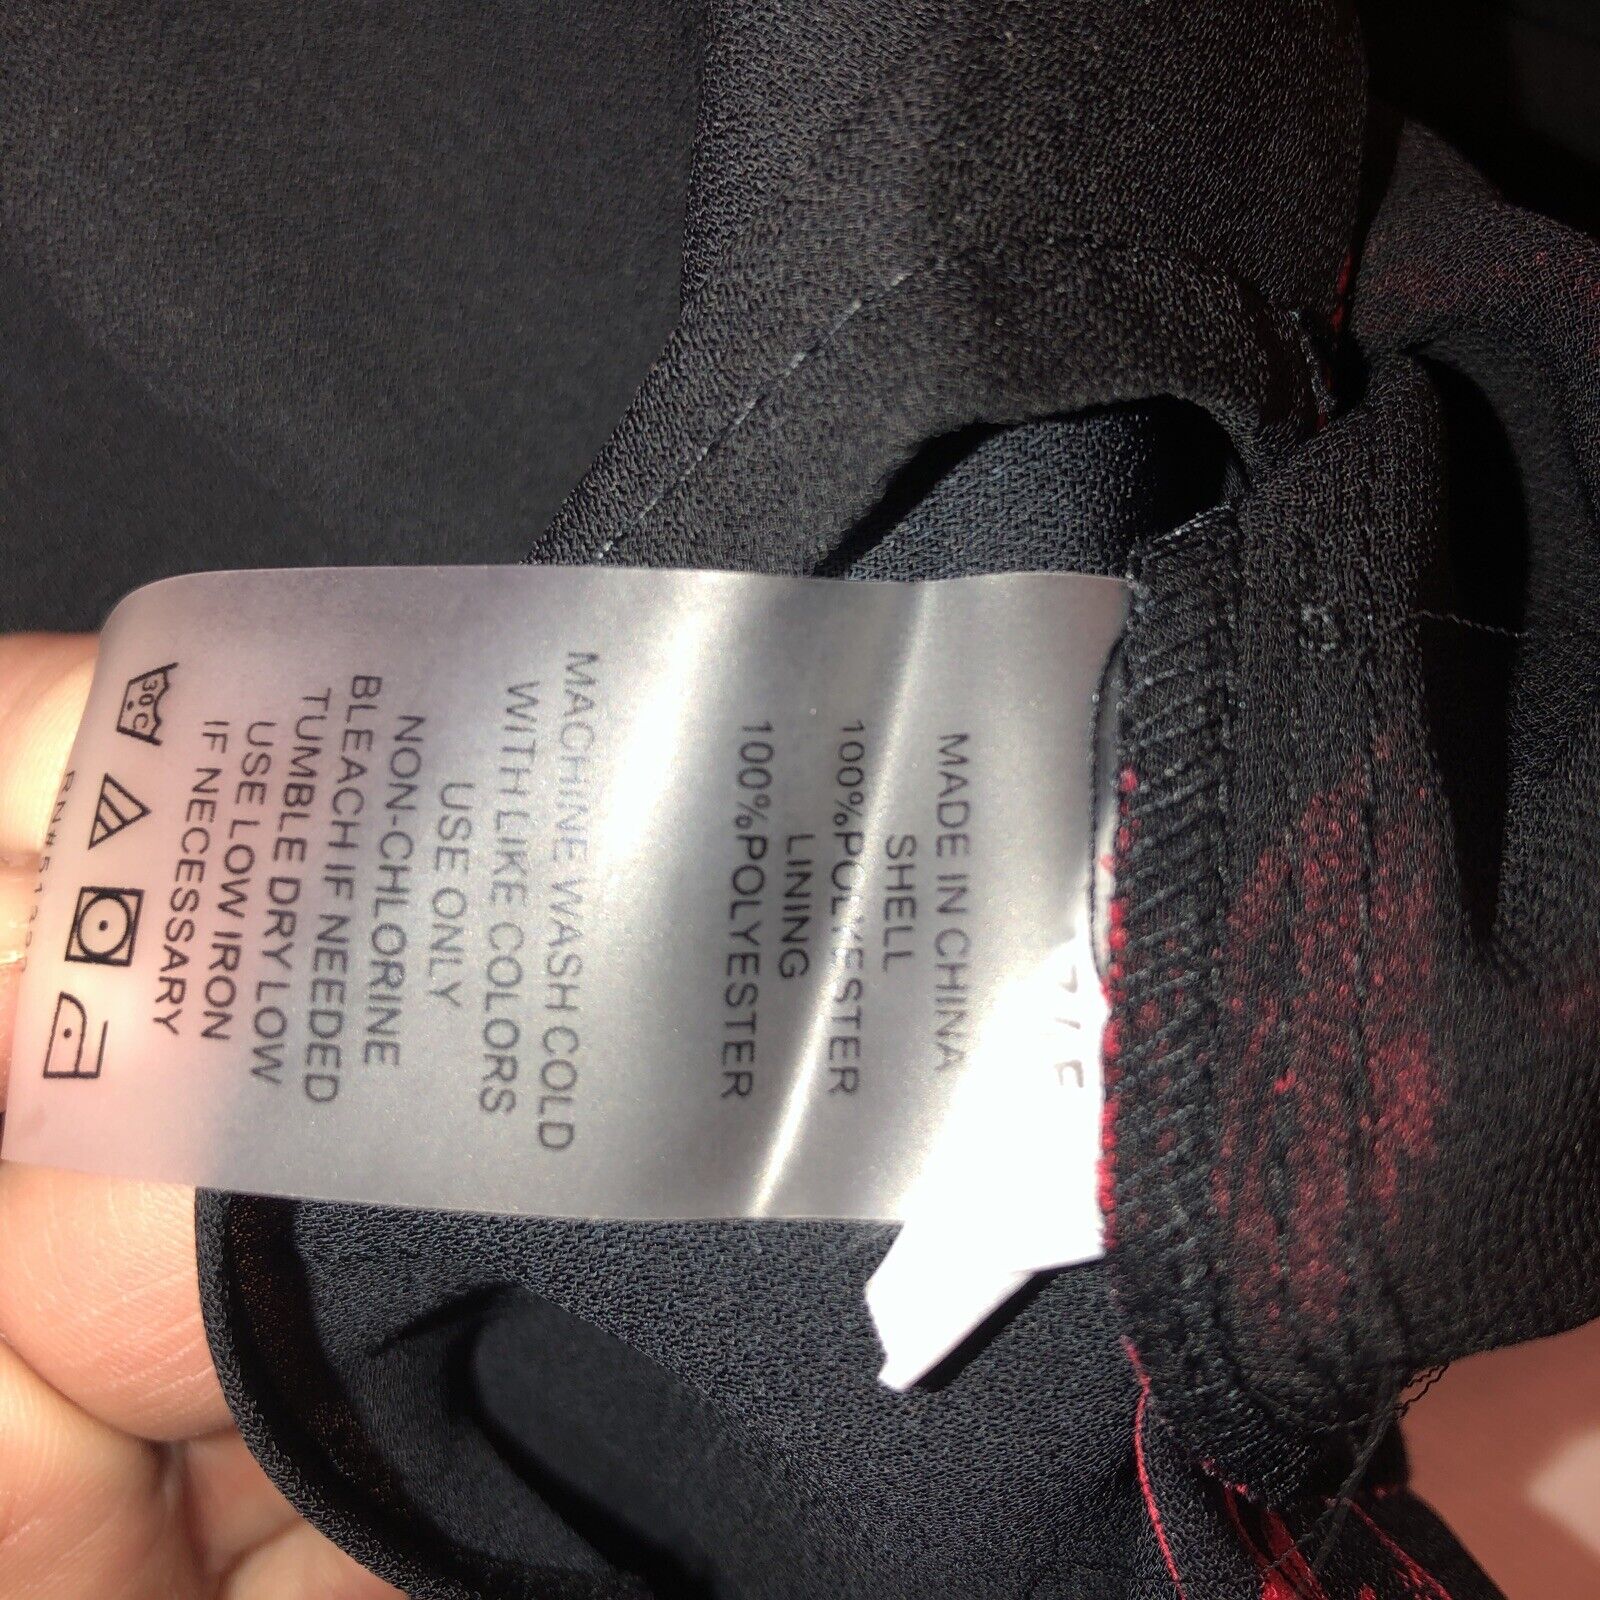 MADE IN CHINA
SHELL
100%POLYESTER
LINING
100%POLYESTER
MACHINE WASH COLD
WITH LIKE COLORS
USE ONLY
NON-CHLORINE
BLEACH IF NEEDED
TUMBLE DRY LOW
USE LOW IRON
IF NECESSARY
30C